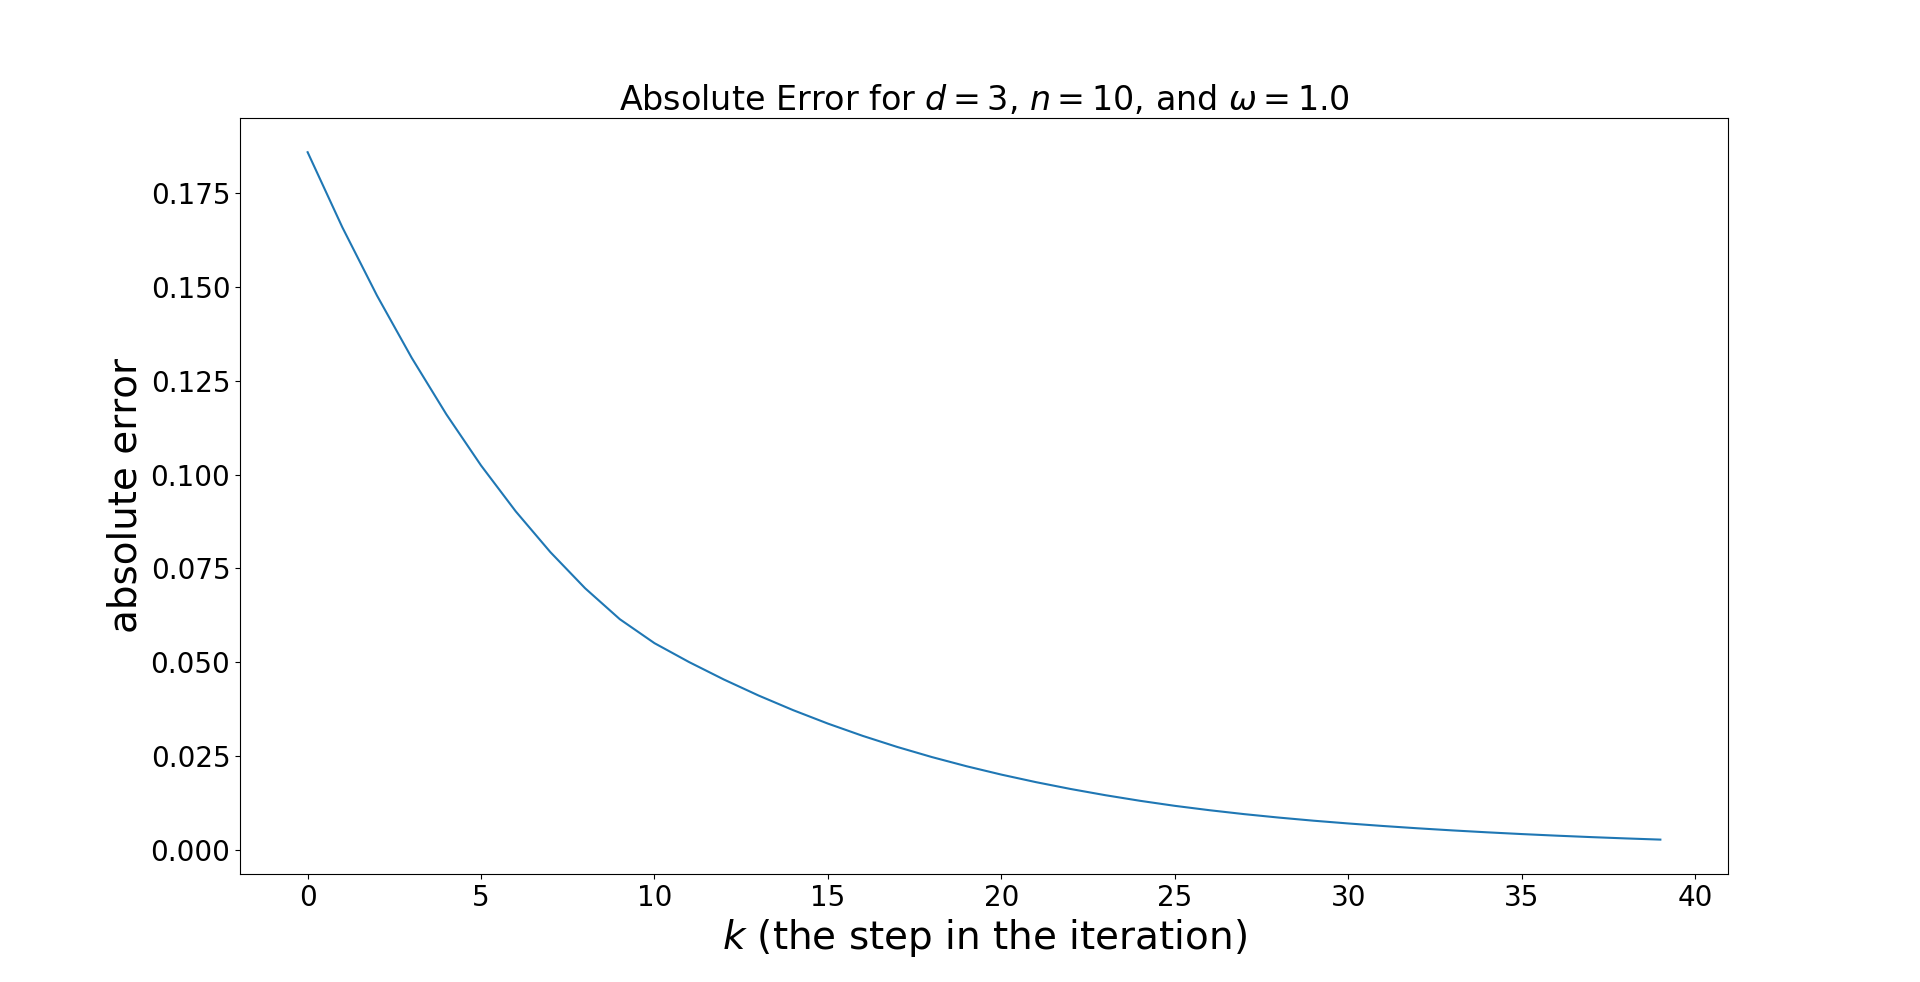 Absolute Error for d = 3, n = 10, and ω = 1.0
absolute error
0.175
0.150
0.125
0.100
0.075
0.050
0.025
0.000
0 5 10 15 20 25 30 35 40
k (the step in the iteration)